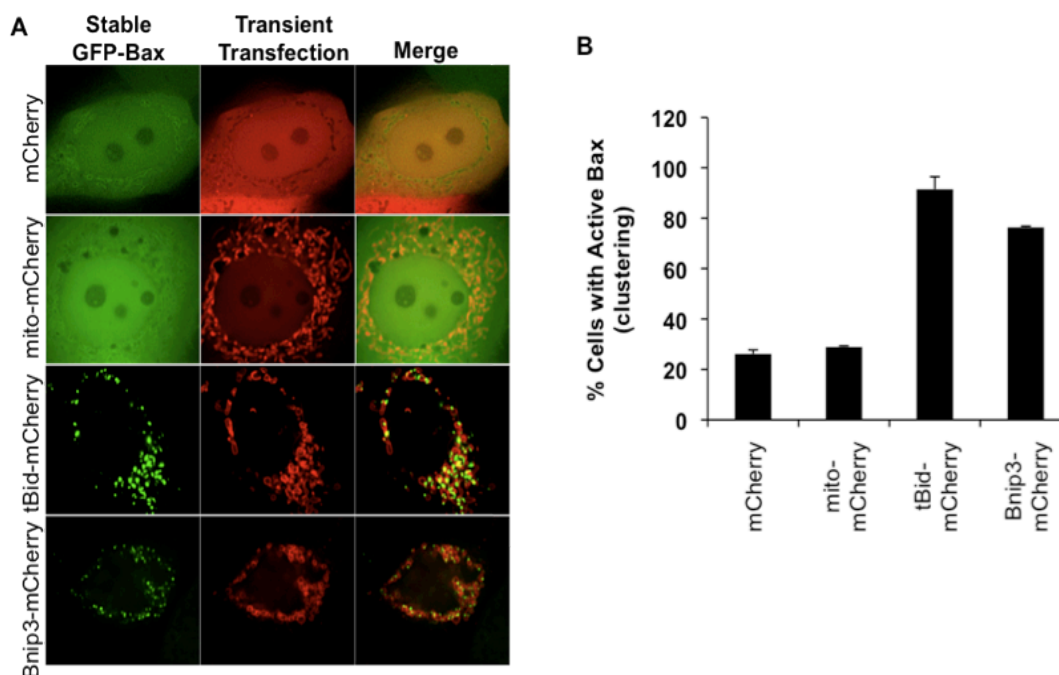 A
Stable
GFP-Bax
Transient
Transfection
Merge
mCherry
mito-mCherry
tBid-mCherry
Bnip3-mCherry
B
% Cells with Active Bax
(clustering)
120
100
80
60
40
20
0
mCherry
mito-
mCherry
tBid-
mCherry
Bnip3-
mCherry